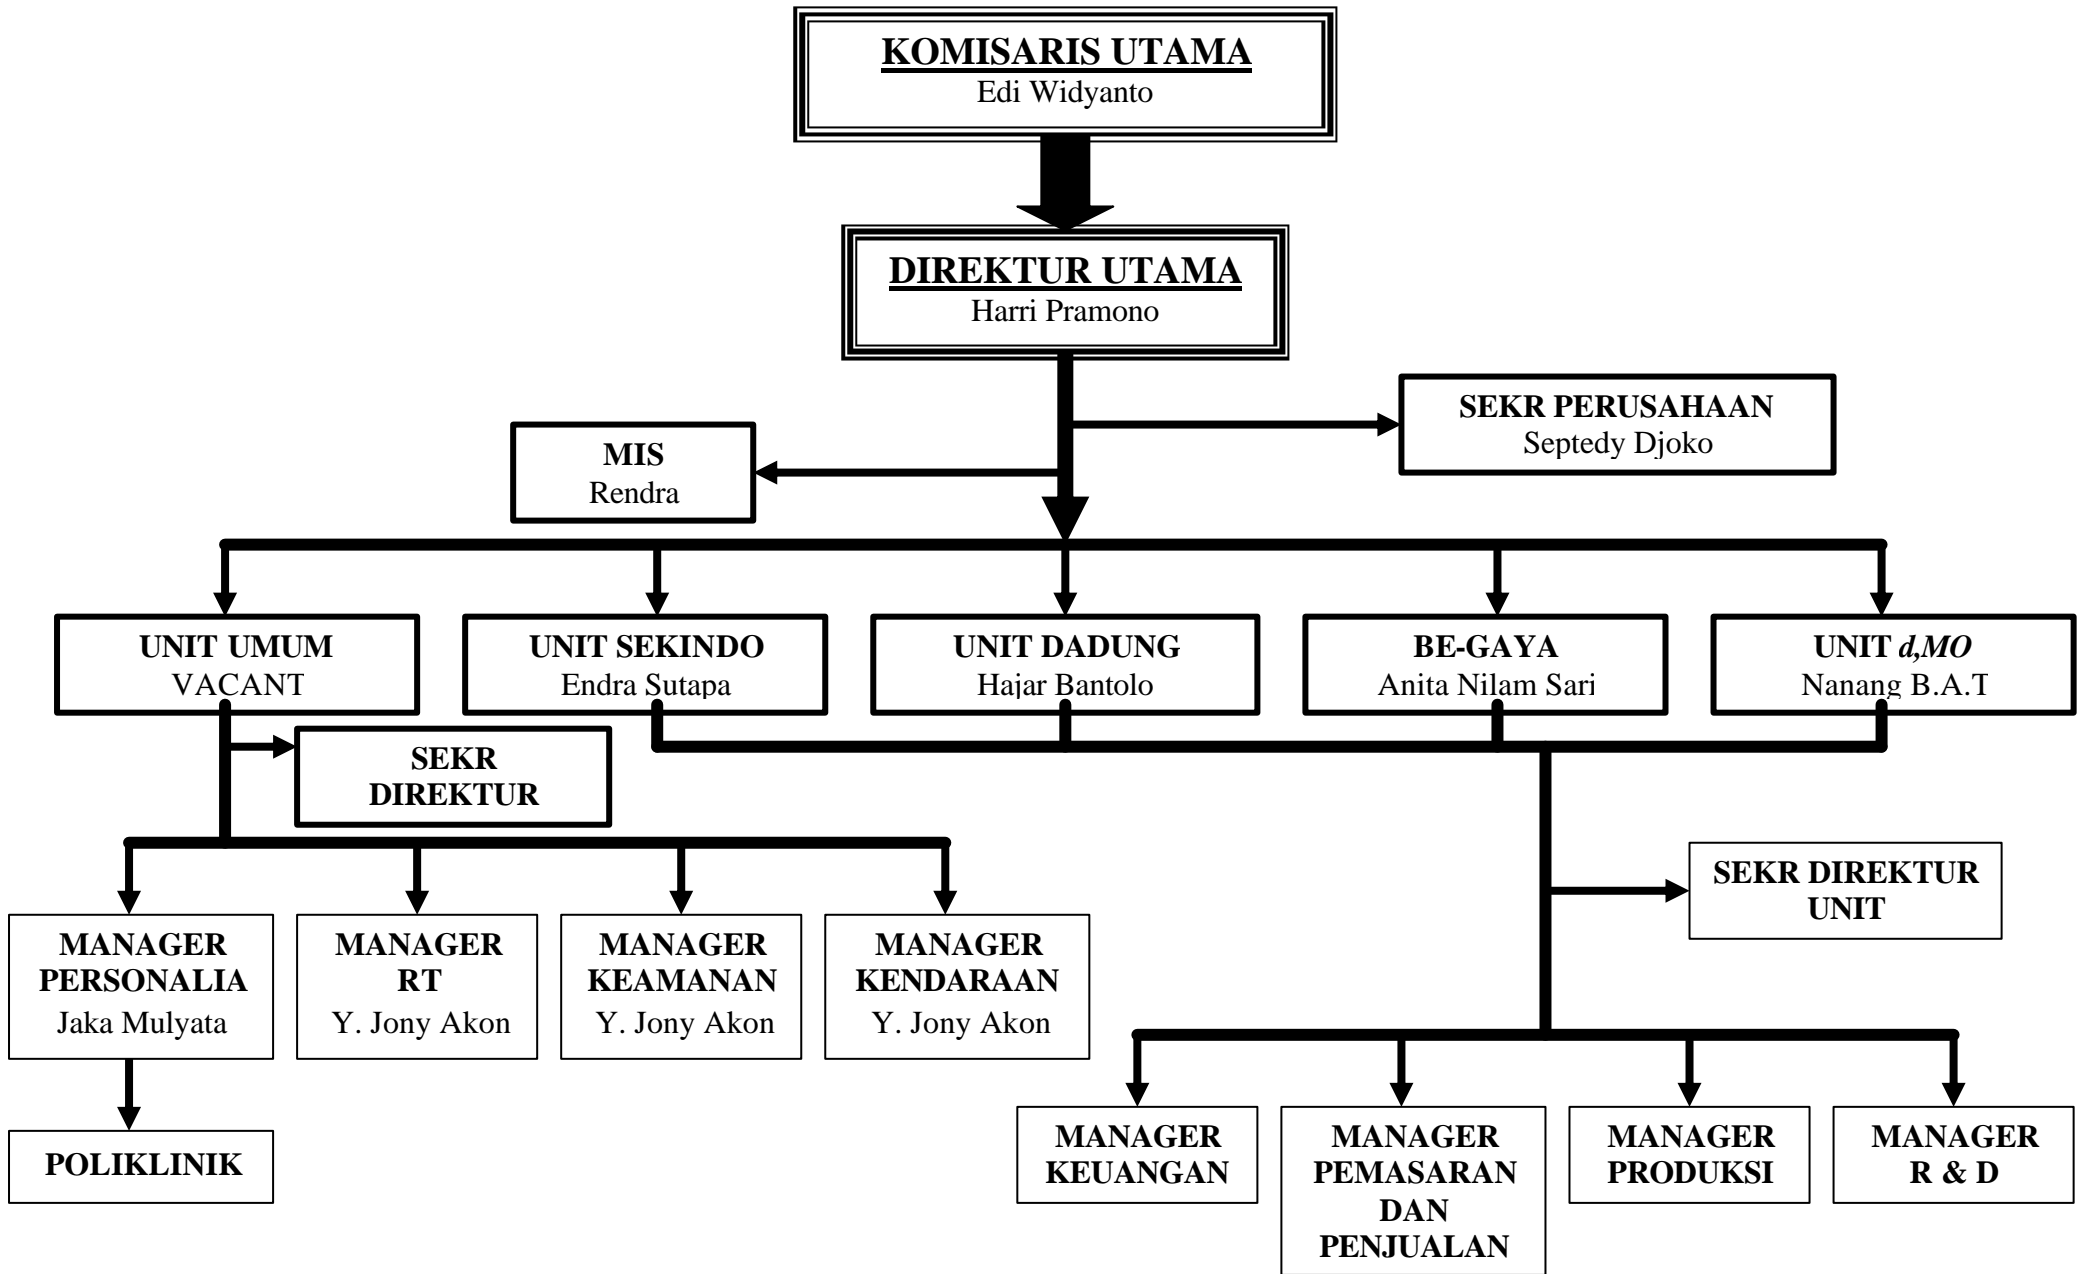 KOMISARIS UTAMA
Edi Widyanto
DIREKTUR UTAMA
Harri Pramono
SEKR PERUSAHAAN
Septedy Djoko
MIS
Rendra
UNIT UMUM
VACANT
UNIT SEKINDO
Endra Sutapa
UNIT DADUNG
Hajar Bantolo
BE-GAYA
Anita Nilam Sari
UNIT d,MO
Nanang B.A.T
SEKR
DIREKTUR
SEKR DIREKTUR
UNIT
MANAGER
PERSONALIA
Jaka Mulyata
MANAGER
RT
Y. Jony Akon
MANAGER
KEAMANAN
Y. Jony Akon
MANAGER
KENDARAAN
Y. Jony Akon
POLIKLINIK
MANAGER
KEUANGAN
MANAGER
PEMASARAN
DAN
PENJUALAN
MANAGER
PRODUKSI
MANAGER
R & D